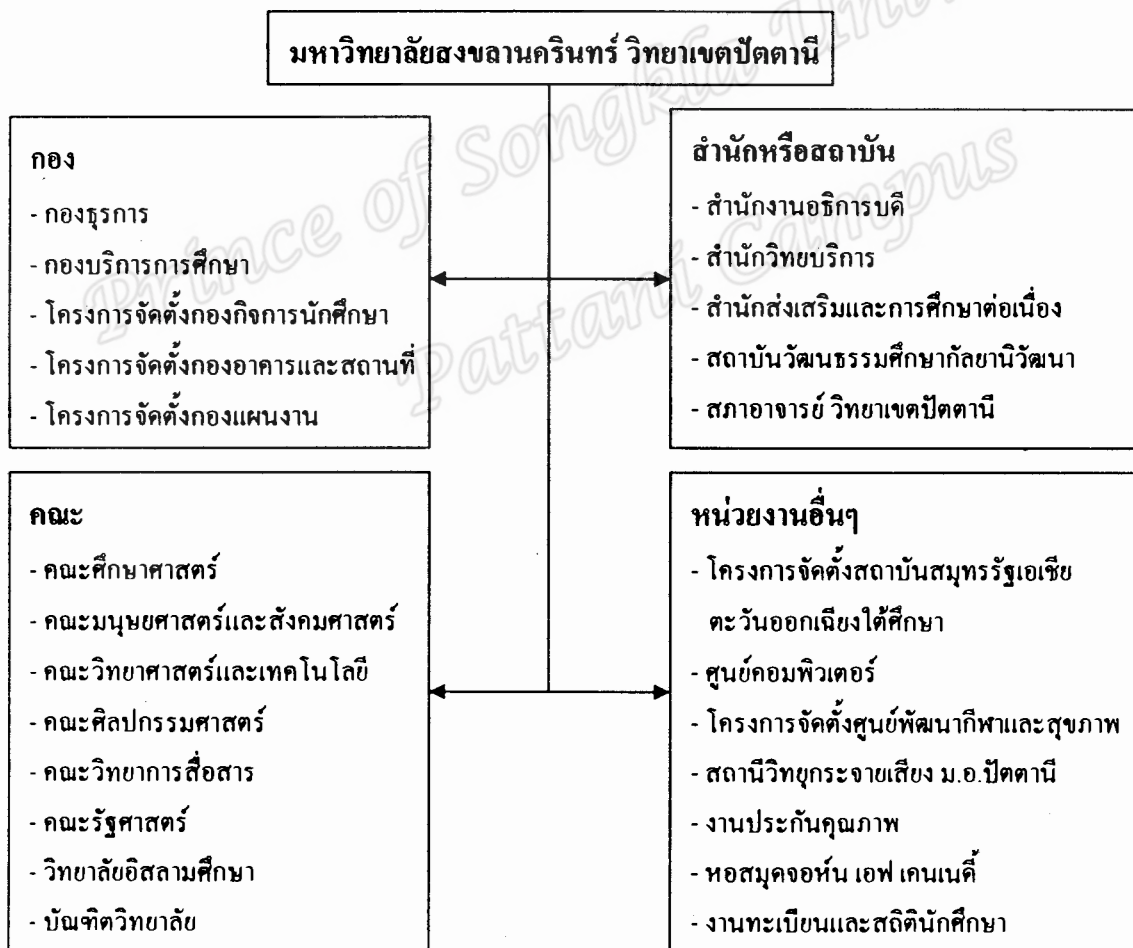 มหาวิทยาลัยสงขลานครินทร์ วิทยาเขตปัตตานี
กอง
- กองธุรการ
- กองบริการการศึกษา
- โครงการจัดตั้งกองกิจการนักศึกษา
- โครงการจัดตั้งกองอาคารและสถานที่
- โครงการจัดตั้งกองแผนงาน
สำนักหรือสถาบัน
- สำนักงานอธิการบดี
- สำนักวิทยบริการ
- สำนักส่งเสริมและการศึกษาต่อเนื่อง
- สถาบันวัฒนธรรมศึกษากัลยานิวัฒนา
- สภาอาจารย์ วิทยาเขตปัตตานี
คณะ
- คณะศึกษาศาสตร์
- คณะมนุษยศาสตร์และสังคมศาสตร์
- คณะวิทยาศาสตร์และเทคโนโลยี
- คณะศิลปกรรมศาสตร์
- คณะวิทยาการสื่อสาร
- คณะรัฐศาสตร์
- วิทยาลัยอิสลามศึกษา
- บัณฑิตวิทยาลัย
หน่วยงานอื่นๆ
- โครงการจัดตั้งสถาบันสมุทรรัฐเอเชีย
ตะวันออกเฉียงใต้ศึกษา
- ศูนย์คอมพิวเตอร์
- โครงการจัดตั้งศูนย์พัฒนากีฬาและสุขภาพ
- สถานีวิทยุกระจายเสียง ม.อ.ปัตตานี
- งานประกันคุณภาพ
- หอสมุดจอห์น เอฟ เคนเนดี้
- งานทะเบียนและสถิตินักศึกษา
Prince of Songkla
Pattani Campus